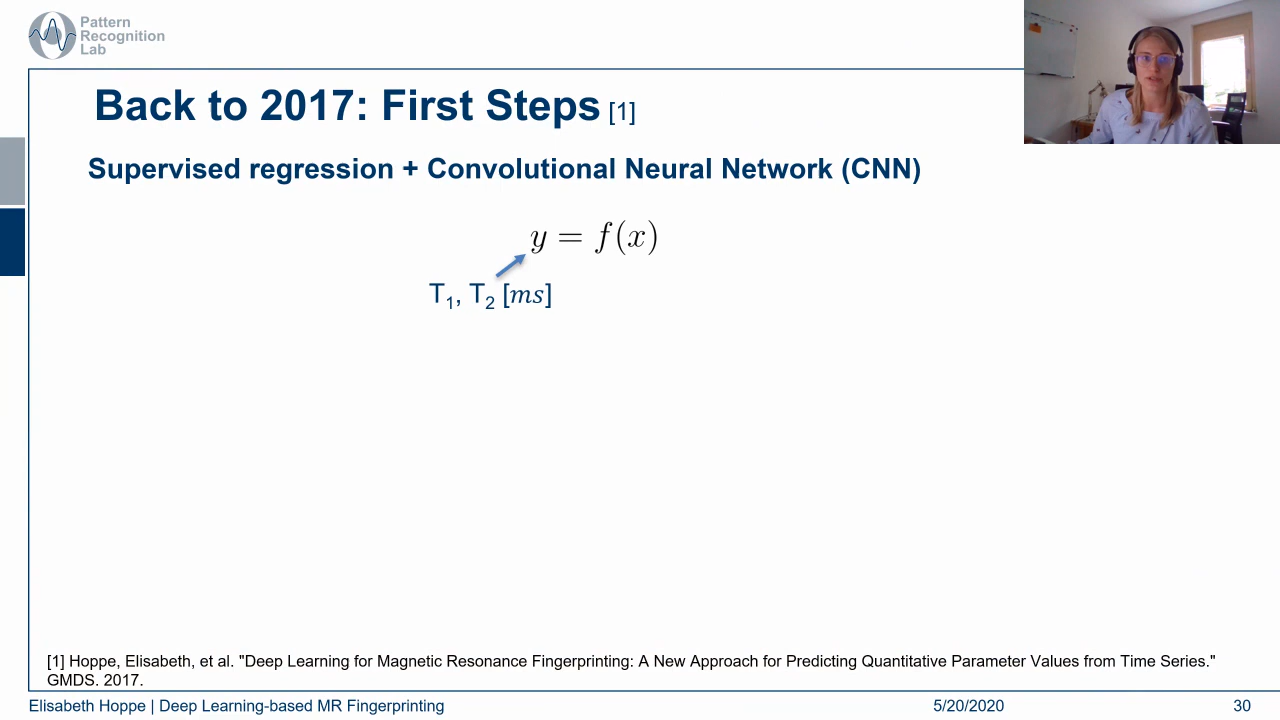 Pattern
Recognition
Lab
Back to 2017: First Steps [1]
Supervised regression + Convolutional Neural Network (CNN)
y = f(x)
T₁, T₂ [ms]
[1] Hoppe, Elisabeth, et al. "Deep Learning for Magnetic Resonance Fingerprinting: A New Approach for Predicting Quantitative Parameter Values from Time Series."
GMDS. 2017.
Elisabeth Hoppe | Deep Learning-based MR Fingerprinting 5/20/2020 30